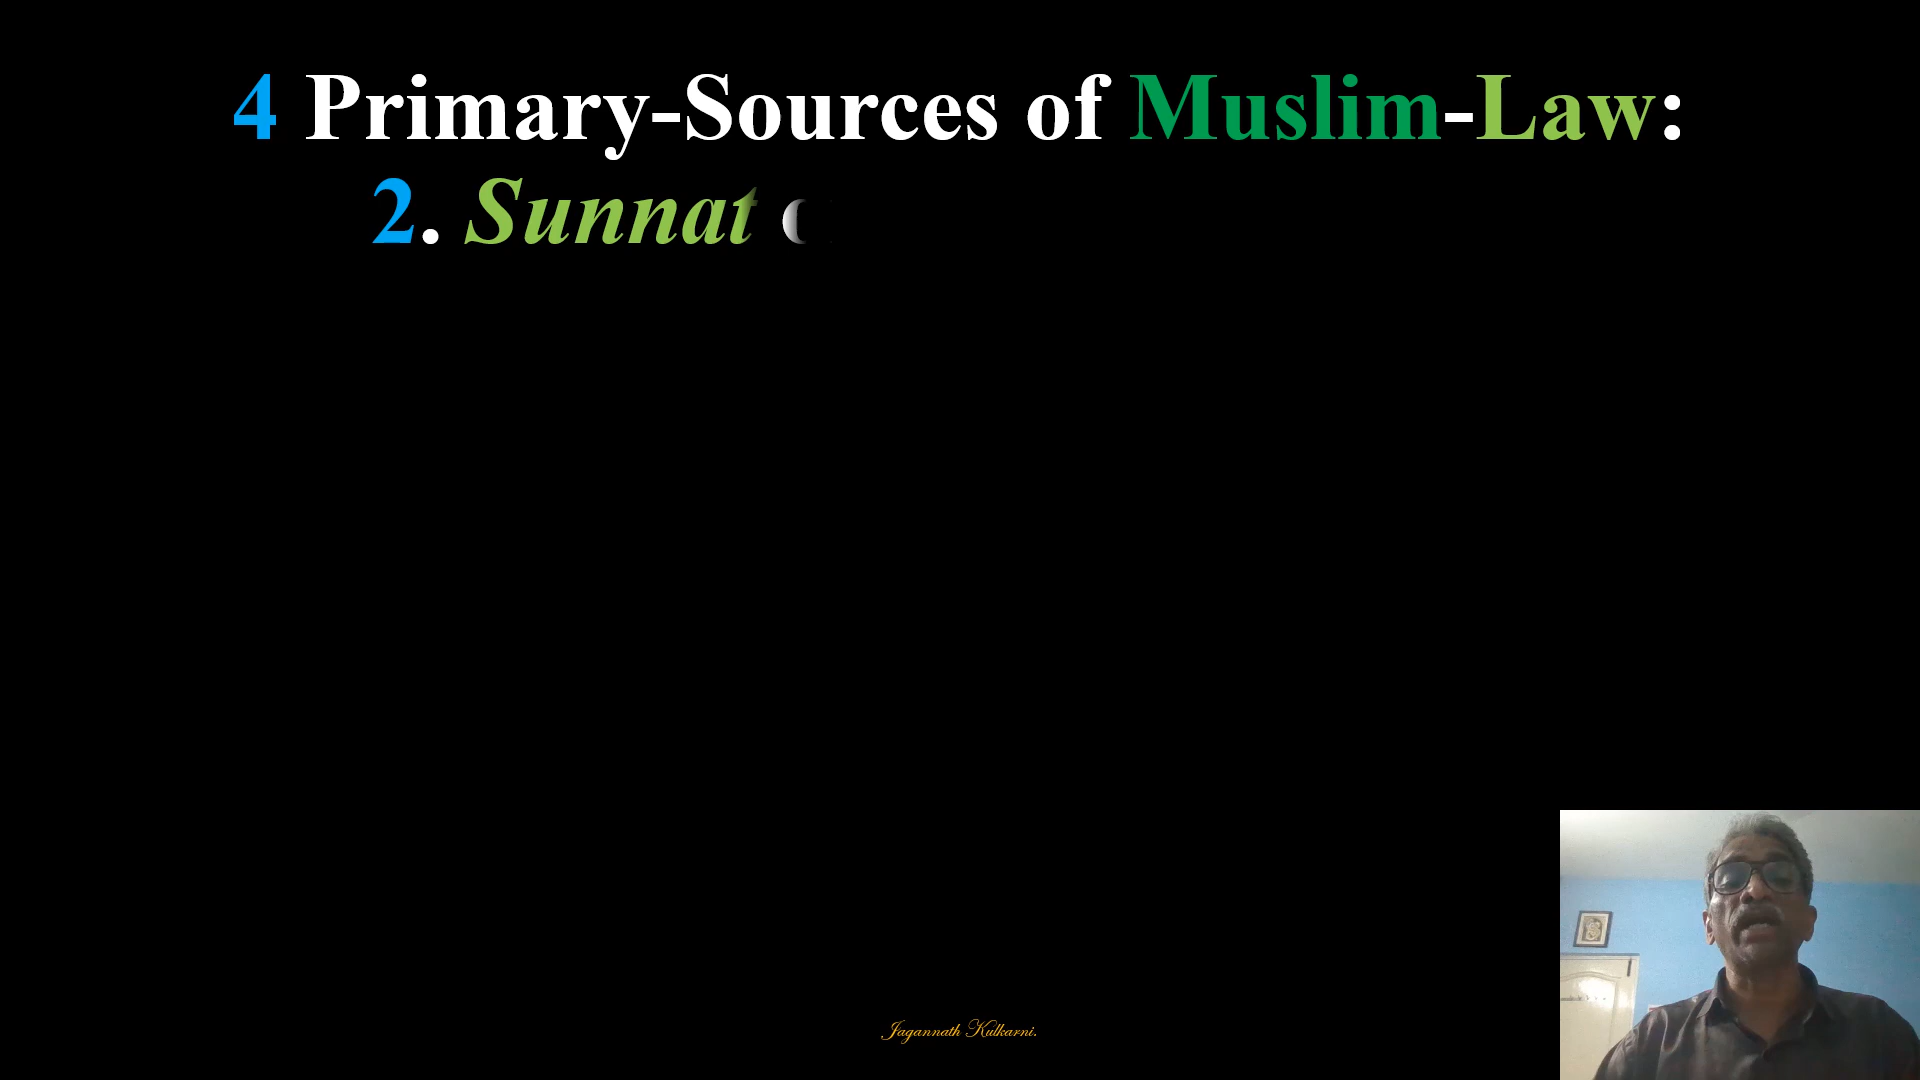 4 Primary-Sources of Muslim-Law:
2. Sunnat
Jagannath Kulkarni.